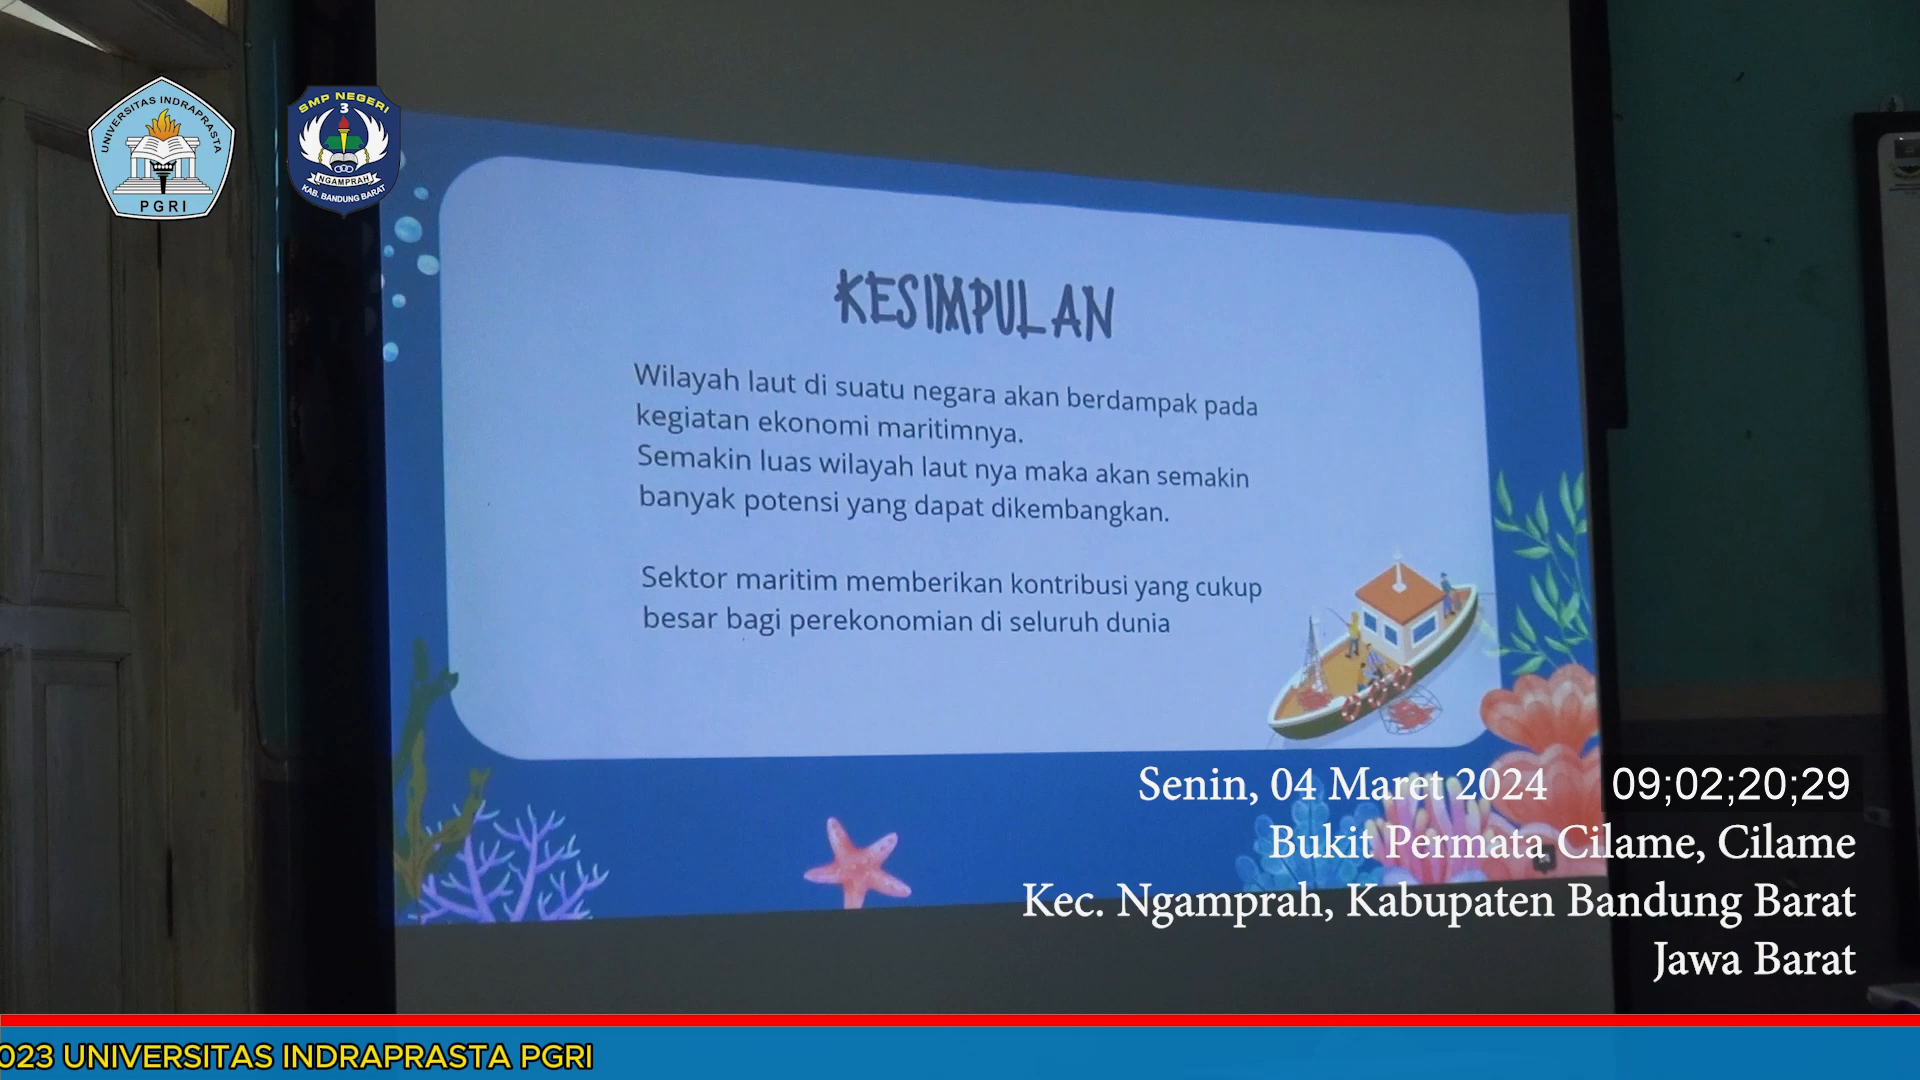 UNIVERSITAS INDRAPRASTA
PGRI
SMP NEGERI
3
NGAMPRAH
KAB. BANDUNG BARAT
KESIMPULAN
Wilayah laut di suatu negara akan berdampak pada
kegiatan ekonomi maritimnya.
Semakin luas wilayah laut nya maka akan semakin
banyak potensi yang dapat dikembangkan.
Sektor maritim memberikan kontribusi yang cukup
besar bagi perekonomian di seluruh dunia
Senin, 04 Maret 2024 09;02;20;29
Bukit Permata Cilame, Cilame
Kec. Ngamprah, Kabupaten Bandung Barat
Jawa Barat
023 UNIVERSITAS INDRAPRASTA PGRI